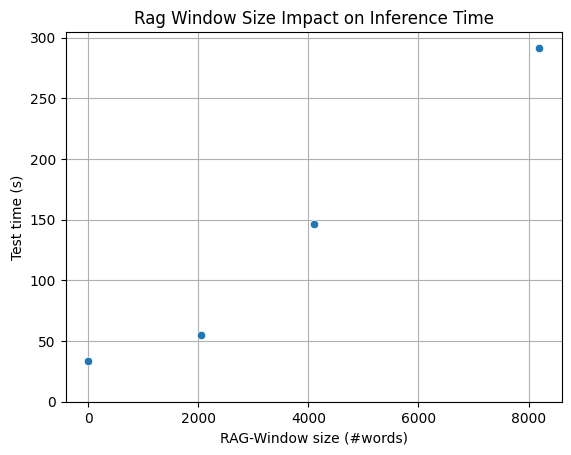 Rag Window Size Impact on Inference Time
300
250
200
150
100
50
0
Test time (s)
0 2000 4000 6000 8000
RAG-Window size (#words)